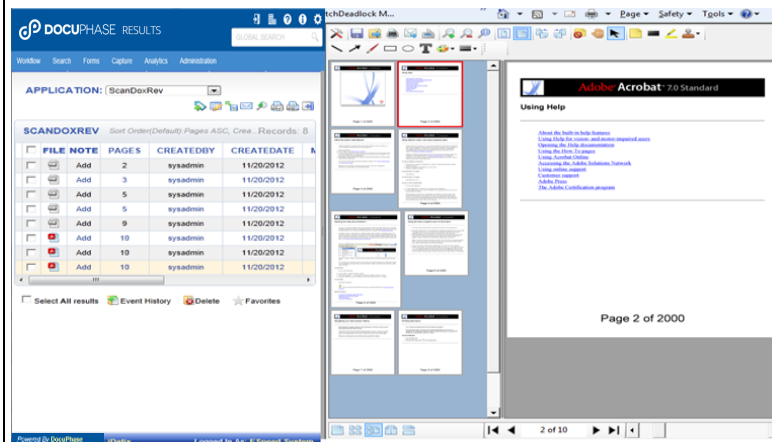 DOCUPHASE RESULTS
GLOBAL SEARCH
Workflow Search Forms Capture Analytics Administration
APPLICATION: ScanDoxRev
SCANDOXREV Sort Order(Default):Pages ASC, Crea.. Records: 8
FILE NOTE PAGES CREATEDBY CREATEDATE
Add 2 sysadmin 11/20/2012
Add 3 sysadmin 11/20/2012
Add 5 sysadmin 11/20/2012
Add 5 sysadmin 11/20/2012
Add 9 sysadmin 11/20/2012
Add 10 sysadmin 11/20/2012
Add 10 sysadmin 11/20/2012
Add 10 sysadmin 11/20/2012
Select All results Event History Delete Favorites
Powered By DocuPhase
Logged In As: ESpeed System
tchDeadlock M...
Page Safety Tools
Adobe Acrobat 7.0 Standard
Using Help
About the built-in help features
Using Help for vision- and motor-impaired users
Opening the Help documentation
Using the How To pages
Using Acrobat Online
Accessing the Adobe Solutions Network
Using online support
Customer support
Adobe Press
The Adobe Certification program
Page 2 of 2000
2 of 10